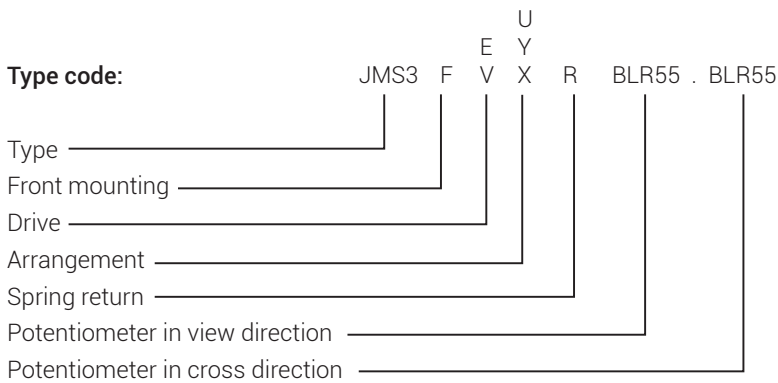 U
E Y
Type code: JMS3 F V X R BLR55 . BLR55
Type
Front mounting
Drive
Arrangement
Spring return
Potentiometer in view direction
Potentiometer in cross direction